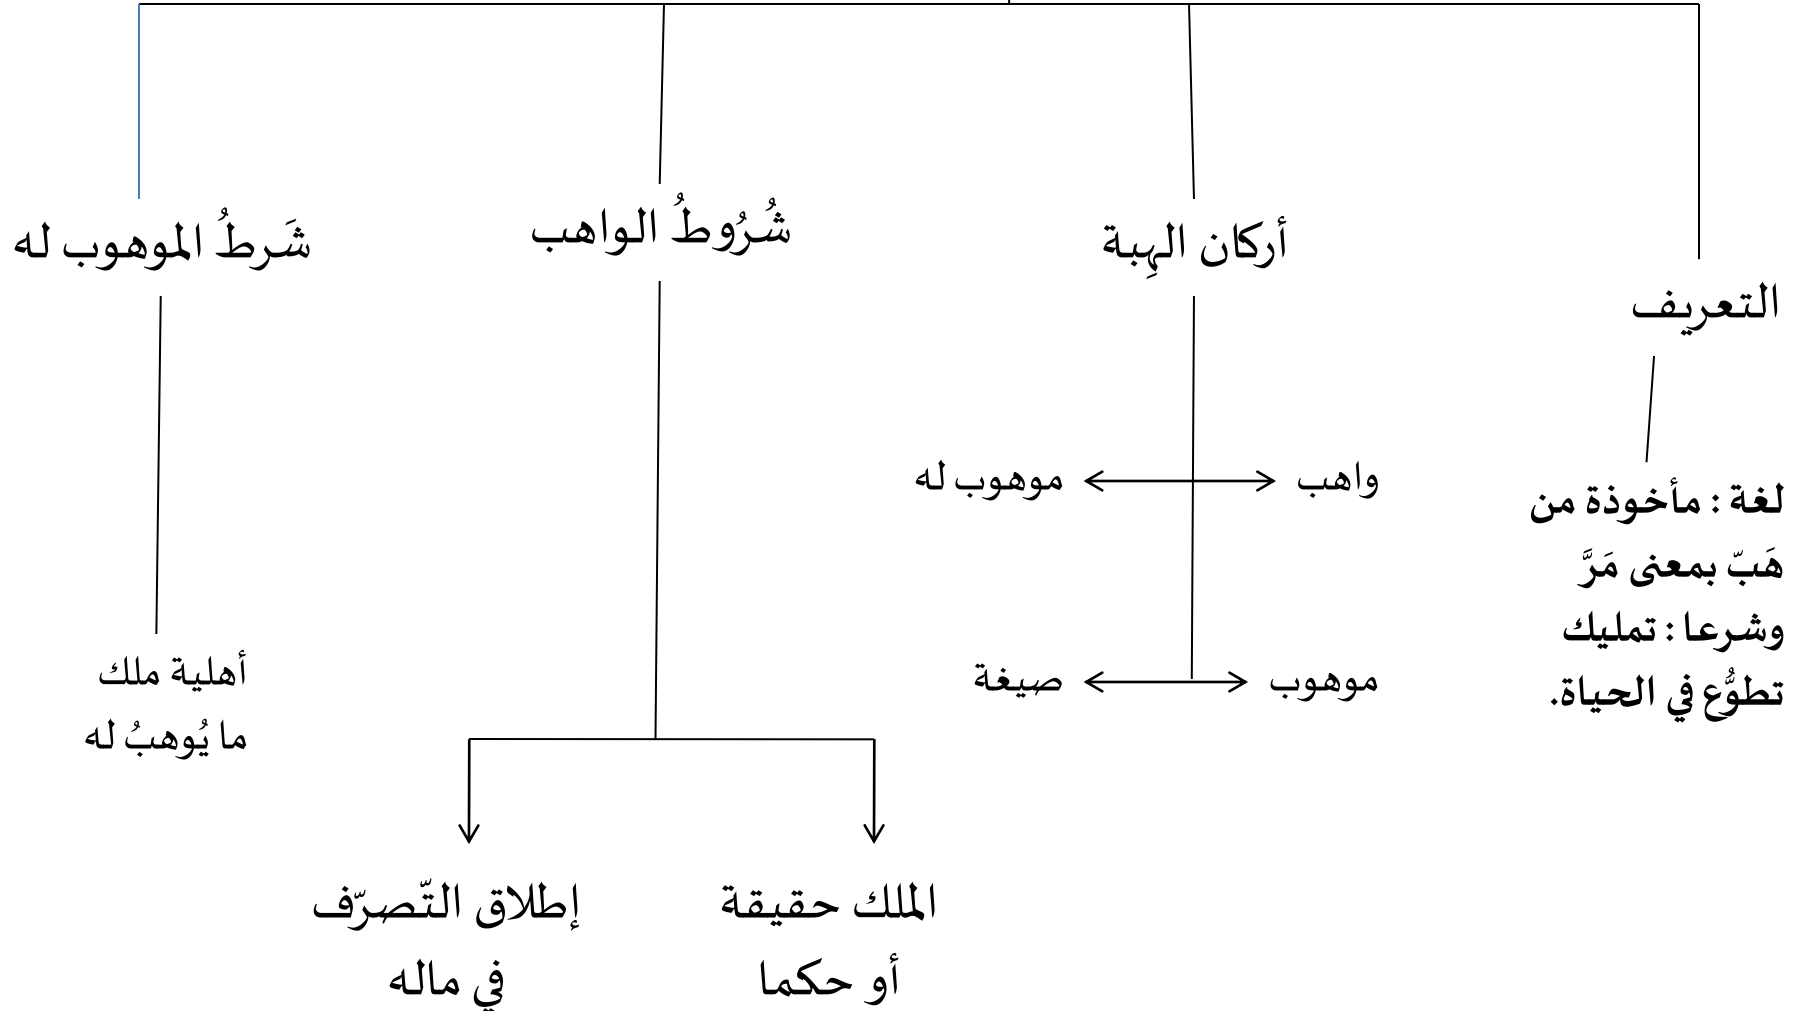 التعريف
لغة : مأخوذة من
هَبّ بمعنى مَرَّ
وشرعا : تمليك
تطوُّع في الحياة.
أركان الهِبة
واهب
موهوب له
موهوب
صيغة
شُرُوطُ الواهب
الملك حقيقة
أو حكما
إطلاق التّصرّف
في ماله
شَرطُ الموهوب له
أهلية ملك
ما يُوهبُ له